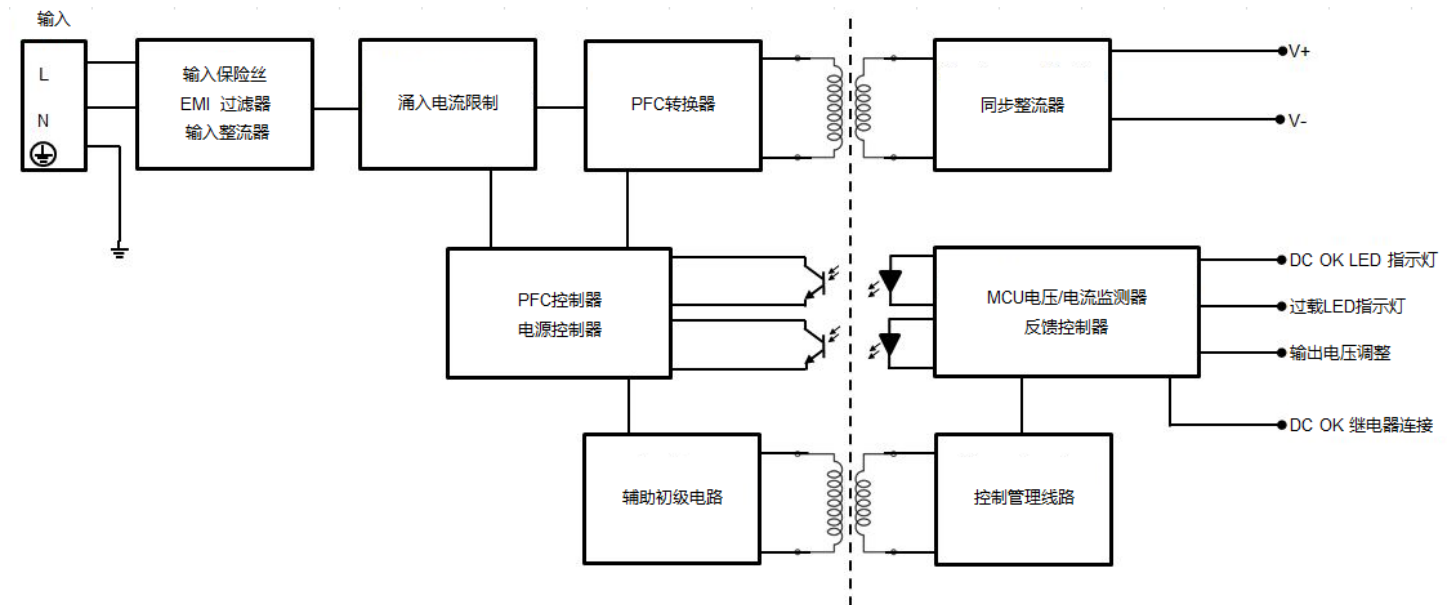 输入
L
N
输入保险丝
EMI 过滤器
输入整流器
涌入电流限制
PFC转换器
同步整流器
V+
V-
PFC控制器
电源控制器
MCU电压/电流监测器
反馈控制器
DC OK LED 指示灯
过载LED指示灯
输出电压调整
DC OK 继电器连接
辅助初级电路
控制管理线路